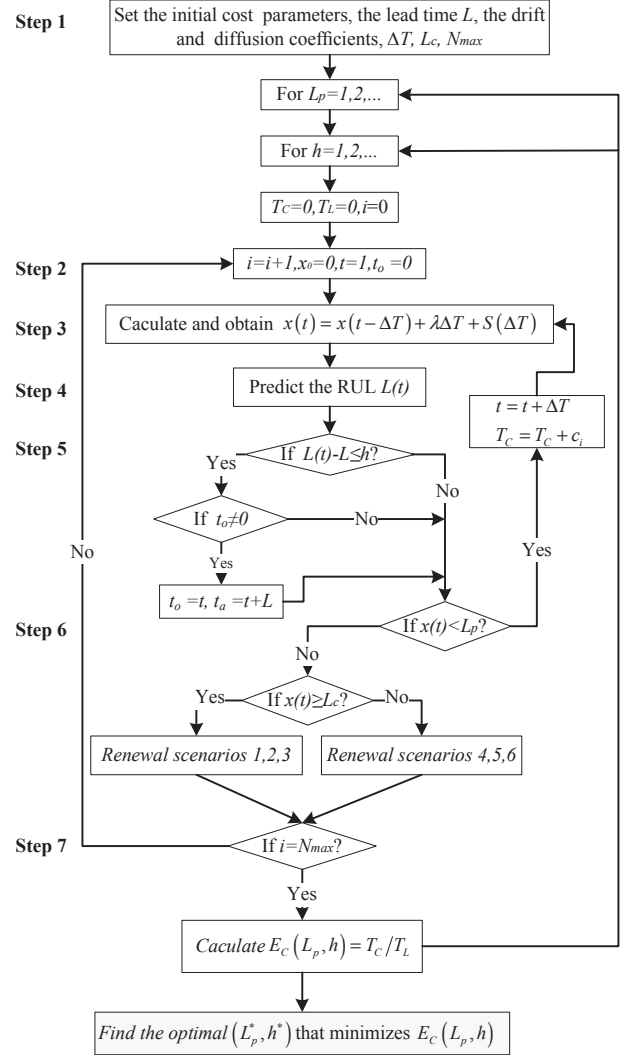 Step 1
Set the initial cost parameters, the lead time L, the drift
and diffusion coefficients, ΔT, Lc, Nmax
For Lp=1,2,...
For h=1,2,...
TC=0,TL=0,i=0
Step 2
i=i+1,x0=0,t=1,to =0
Step 3
Caculate and obtain x(t) = x(t−ΔT) + λΔT + S(ΔT)
Step 4
Predict the RUL L(t)
t = t + ΔT
TC = TC + ci
Step 5
If L(t)-L≤h?
Yes
No
If to≠0
No
Yes
Yes
No
to =t, ta =t+L
Step 6
If x(t)<Lp?
No
If x(t)≥Lc?
Yes
No
Renewal scenarios 1,2,3
Renewal scenarios 4,5,6
Step 7
If i=Nmax?
Yes
Caculate EC(Lp,h) = TC/TL
Find the optimal (Lp*,h*) that minimizes EC(Lp,h)